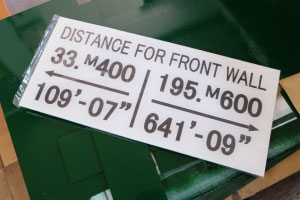 DISTANCE FOR FRONT WALL
33. M400 195. M600
109'-07" 641'-09"